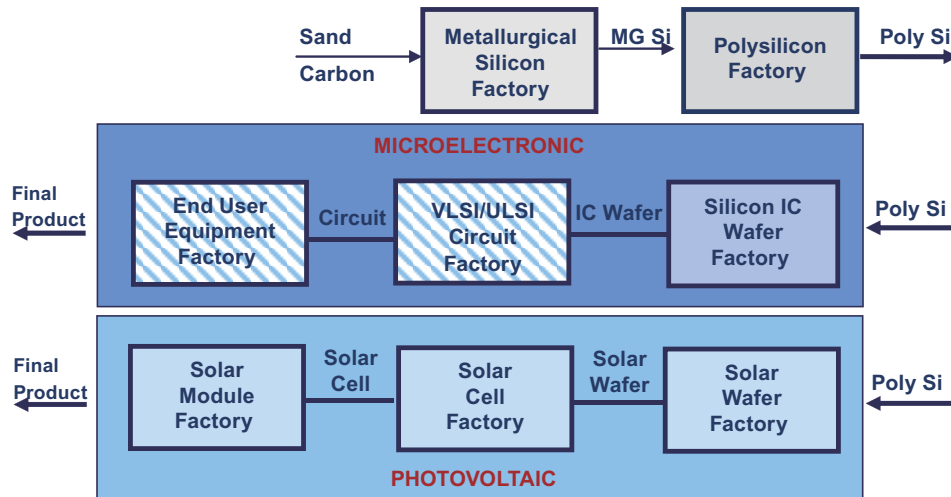 Sand
Carbon
Metallurgical
Silicon
Factory
MG Si
Polysilicon
Factory
Poly Si
MICROELECTRONIC
Final
Product
End User
Equipment
Factory
Circuit
VLSI/ULSI
Circuit
Factory
IC Wafer
Silicon IC
Wafer
Factory
Poly Si
Final
Product
Solar
Module
Factory
Solar
Cell
Solar
Cell
Factory
Solar
Wafer
Solar
Wafer
Factory
Poly Si
PHOTOVOLTAIC